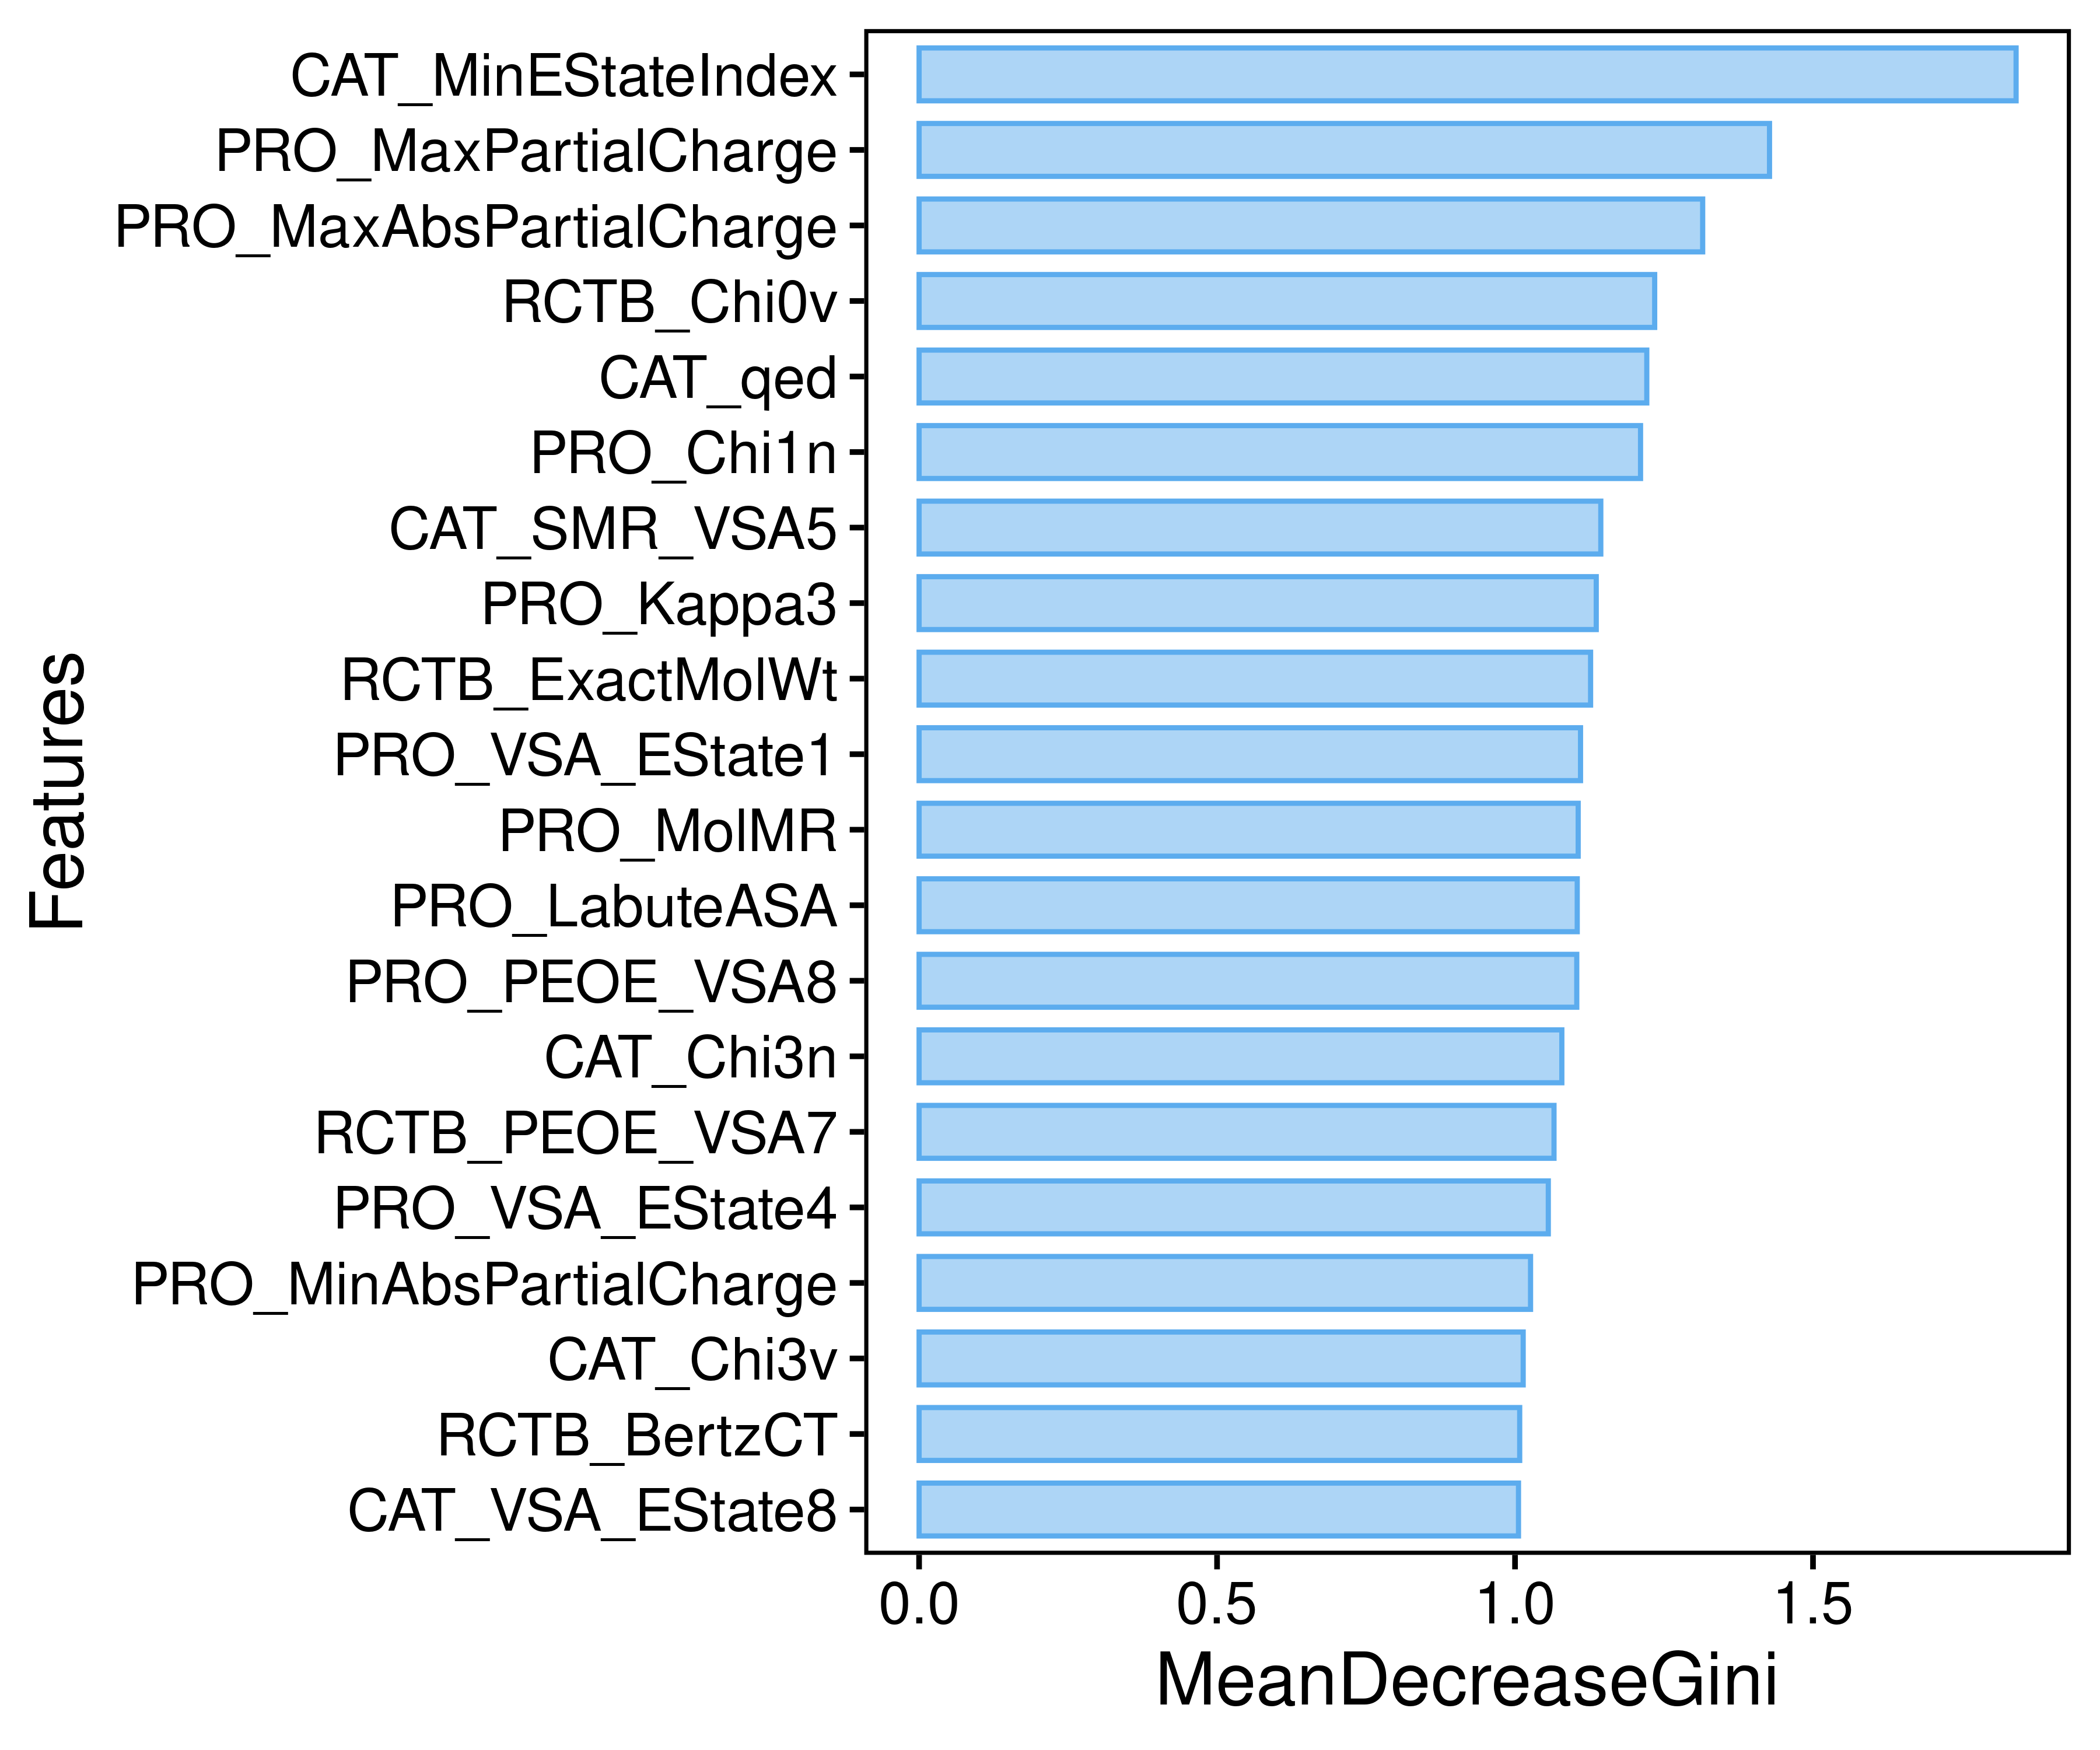 CAT_MinEStateIndex
PRO_MaxPartialCharge
PRO_MaxAbsPartialCharge
RCTB_Chi0v
CAT_qed
PRO_Chi1n
CAT_SMR_VSA5
PRO_Kappa3
RCTB_ExactMolWt
PRO_VSA_EState1
PRO_MolMR
PRO_LabuteASA
PRO_PEOE_VSA8
CAT_Chi3n
RCTB_PEOE_VSA7
PRO_VSA_EState4
PRO_MinAbsPartialCharge
CAT_Chi3v
RCTB_BertzCT
CAT_VSA_EState8
Features
0.0 0.5 1.0 1.5
MeanDecreaseGini